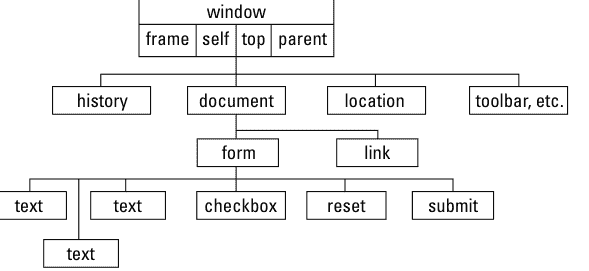 window
frame self top parent
history document location toolbar, etc.
form link
text text checkbox reset submit
text